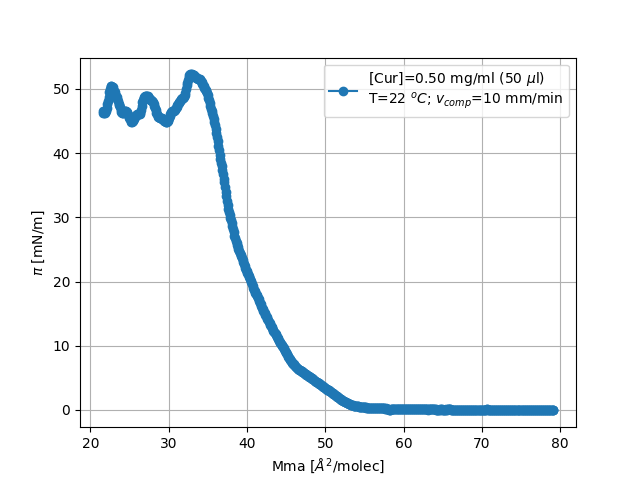 [Cur]=0.50 mg/ml (50 μl)
T=22 °C; v_comp=10 mm/min
50
40
30
20
10
0
π [mN/m]
20 30 40 50 60 70 80
Mma [Å²/molec]